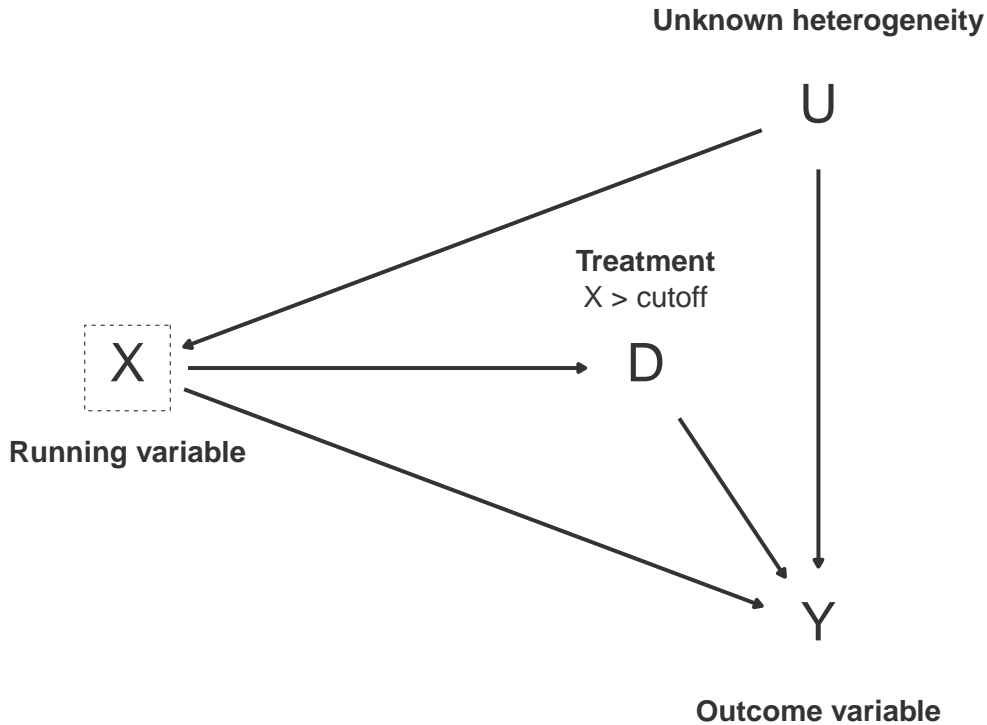 Unknown heterogeneity
U
Treatment
X > cutoff
X
D
Running variable
Y
Outcome variable